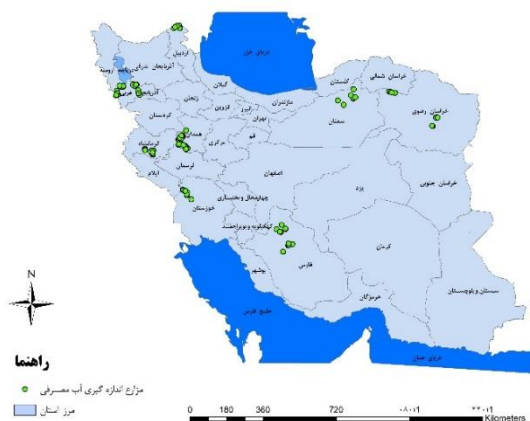 دریای خزر
اردبیل
آذربایجان شرقی
گیلان
زنجان
قزوین
البرز
تهران
مازندران
گلستان
خراسان شمالی
خراسان رضوی
سمنان
کردستان
همدان
مرکزی
قم
کرمانشاه
لرستان
ایلام
اصفهان
یزد
خراسان جنوبی
خوزستان
چهارمحال و بختیاری
کهگیلویه و بویراحمد
فارس
کرمان
بوشهر
هرمزگان
سیستان و بلوچستان
خلیج فارس
دریای عمان
N
راهنما
مزارع اندازه گیری آب مصرفی
مرز استان
0 180 360 720
Kilometers